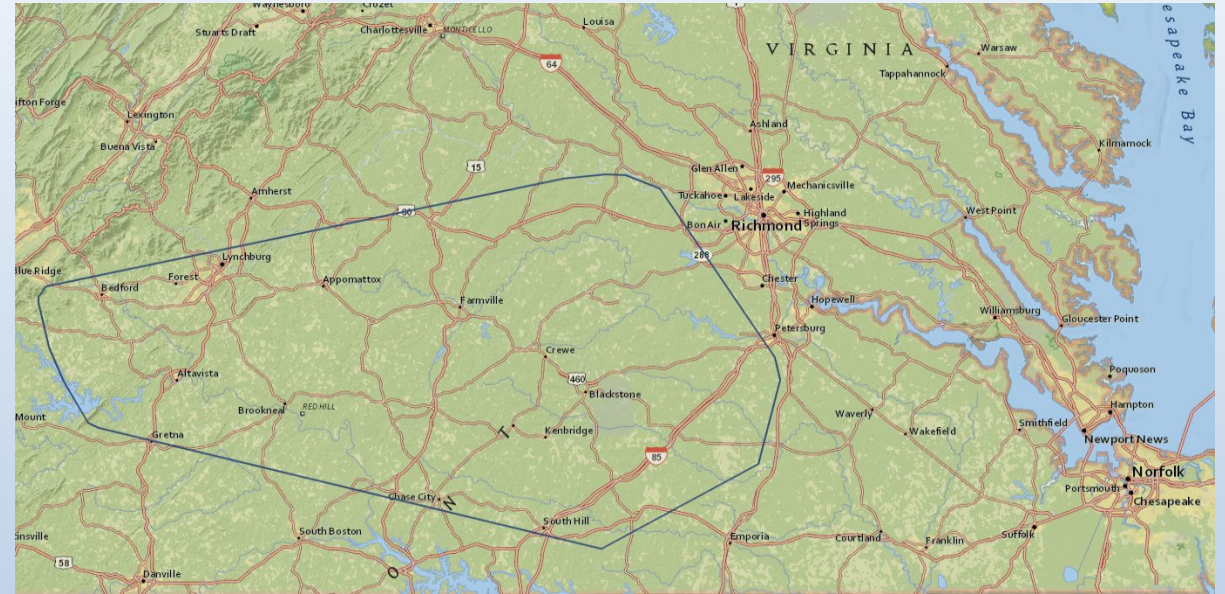 Waynesboro
Crozet
Louisa
Stuarts Draft
Charlottesville
MONTICELLO
VIRGINIA
Warsaw
64
Tappahannock
Lexington
Ashland
Buena Vista
Kilmarnock
15
Glen Allen
295
Amherst
Tuckahoe
Lakeside
Mechanicsville
60
Highland
Springs
West Point
Bon Air
Richmond
Lynchburg
288
Blue Ridge
Forest
Appomattox
Chester
Bedford
Farmville
Hopewell
Williamsburg
Gloucester Point
Petersburg
Crewe
Poquoson
Altavista
460
Blackstone
Brookneal
RED HILL
Waverly
Hampton
Mount
Smithfield
Gretna
T
Kenbridge
Wakefield
Newport News
85
Norfolk
Portsmouth
Chase City
N
Chesapeake
South Hill
South Boston
Emporia
Courtland
Franklin
Suffolk
58
Danville
O
esapeake Bay
ifton Forge
insville